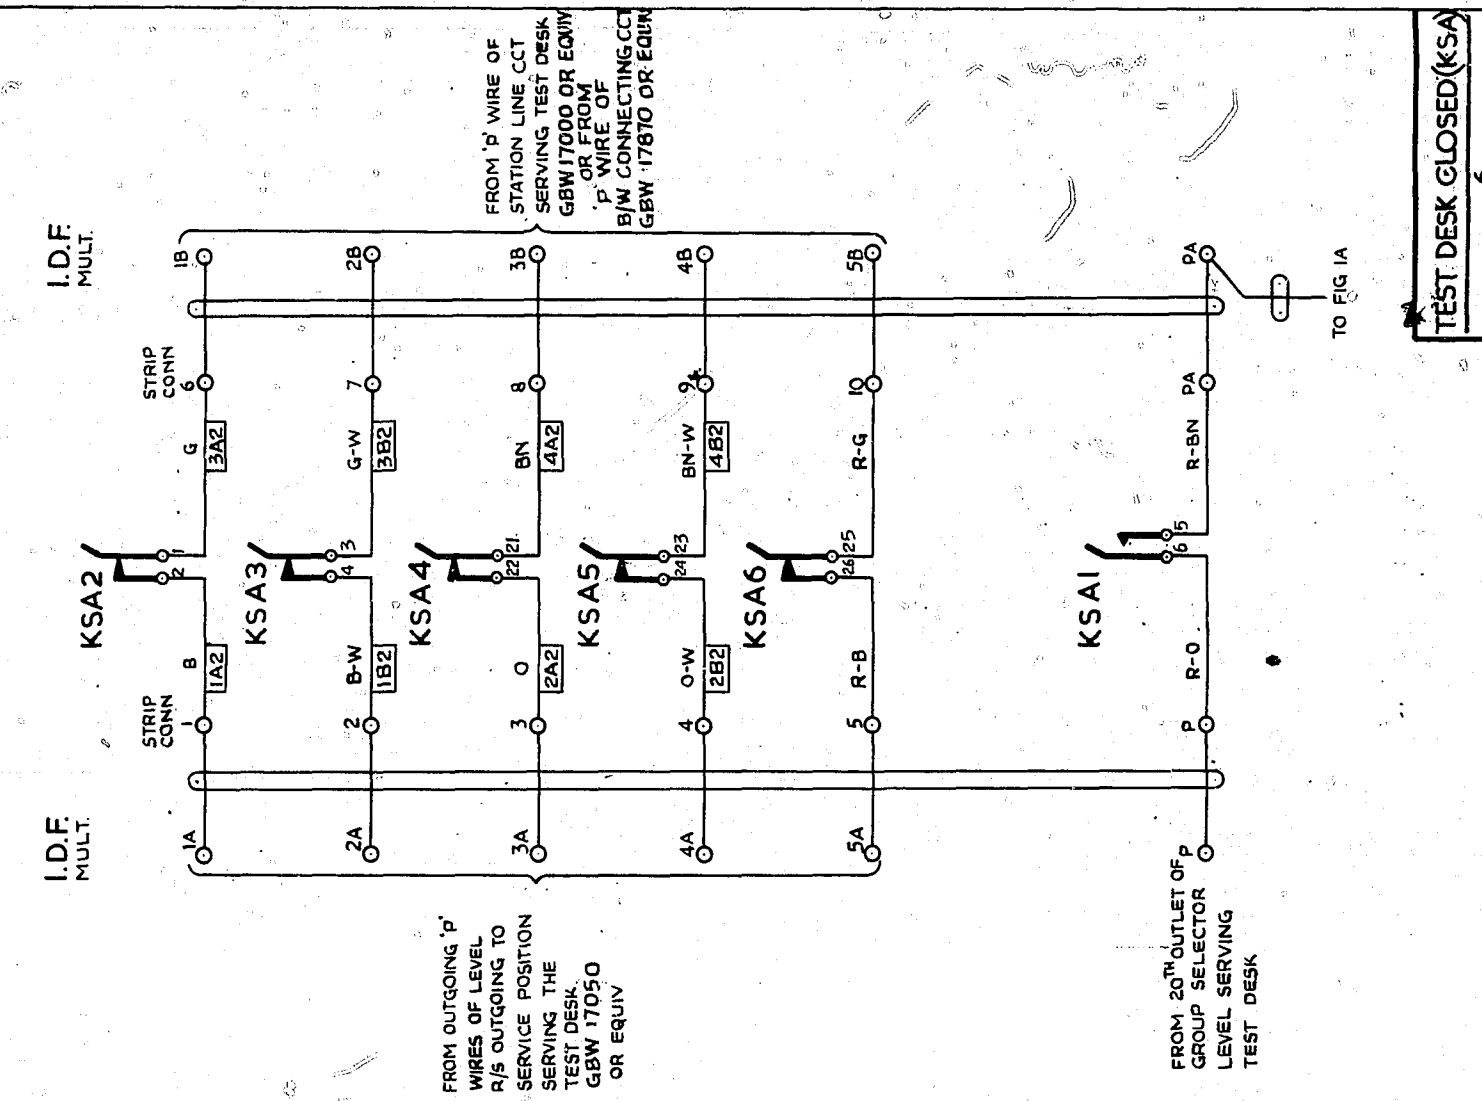 I.D.F.
MULT.
1B
2B
3B
4B
5B
PA
FROM 'P' WIRE OF
STATION LINE CCT
SERVING TEST DESK
GBW 17000 OR EQUIV
OR FROM
'P' WIRE OF
B/W CONNECTING CCT
GBW 17870 OR EQUIV
TO FIG 1A
TEST DESK CLOSED (KSA)
STRIP
CONN
6
7
8
9
10
PA
G
3A2
G-W
3B2
BN
4A2
BN-W
4B2
R-G
R-BN
KSA2
1
2
KSA3
3
4
KSA4
21
22
KSA5
23
24
KSA6
25
26
KSA1
5
6
B
1A2
B-W
1B2
O
2A2
O-W
2B2
R-B
R-O
STRIP
CONN
1
2
3
4
5
P
I.D.F.
MULT.
1A
2A
3A
4A
5A
P
FROM OUTGOING 'P'
WIRES OF LEVEL
R/S OUTGOING TO
SERVICE POSITION
SERVING THE
TEST DESK
GBW 17050
OR EQUIV
FROM 20TH OUTLET OF
GROUP SELECTOR
LEVEL SERVING
TEST DESK